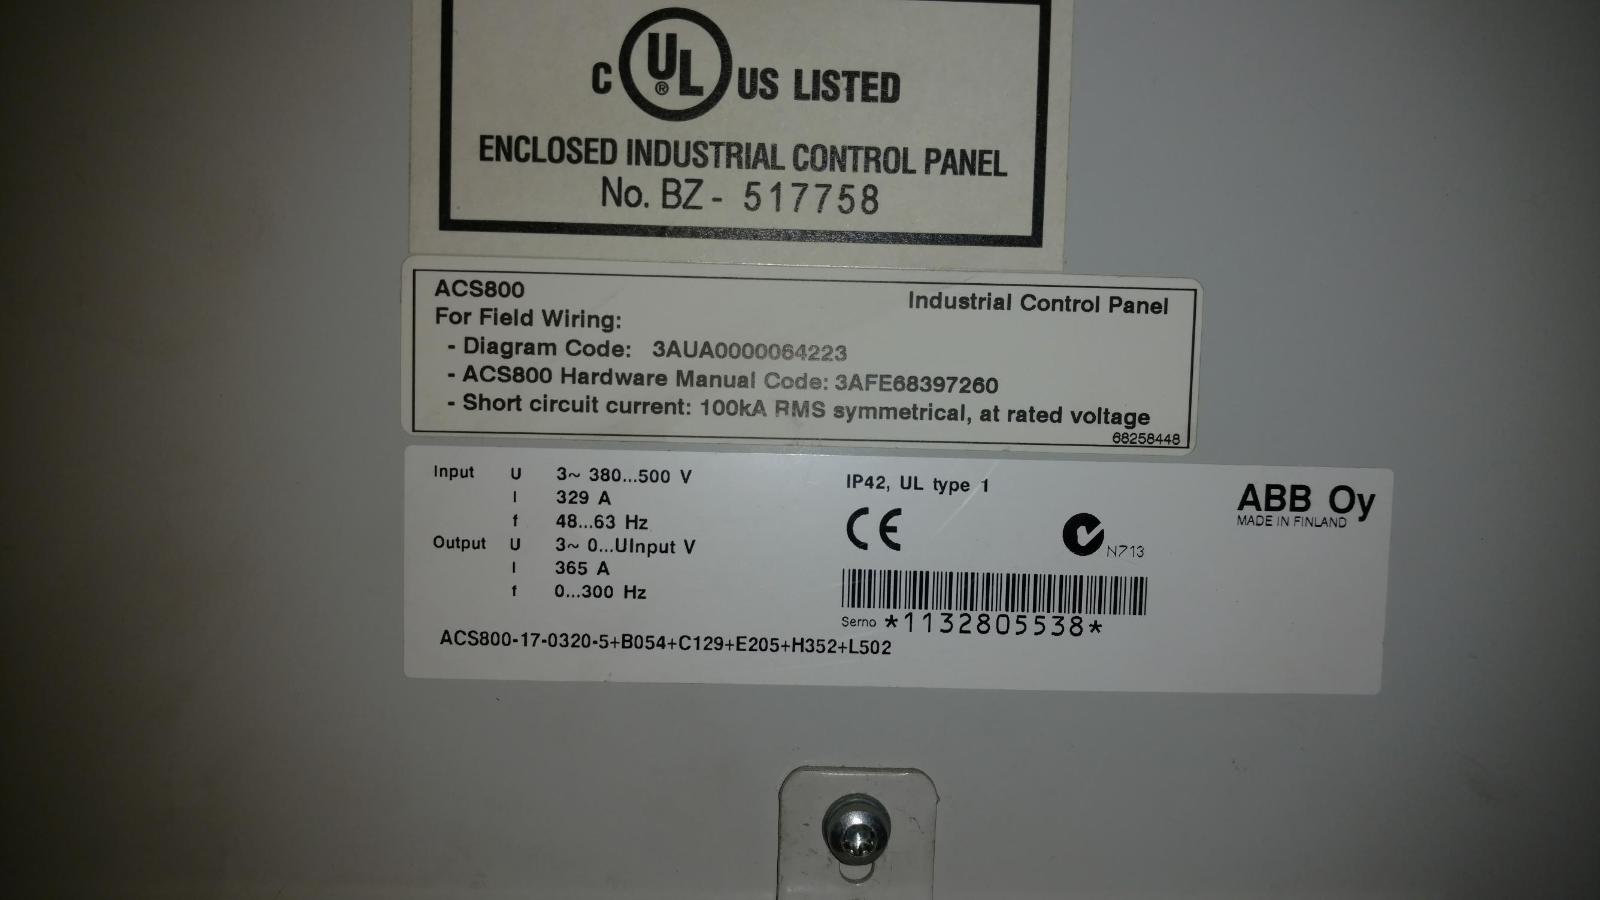 C UL® US LISTED
ENCLOSED INDUSTRIAL CONTROL PANEL
No. BZ- 517758
ACS800 Industrial Control Panel
For Field Wiring:
- Diagram Code: 3AUA0000064223
- ACS800 Hardware Manual Code: 3AFE68397260
- Short circuit current: 100kA RMS symmetrical, at rated voltage
68258448
Input U 3~ 380...500 V
I 329 A
f 48...63 Hz
Output U 3~ 0...UInput V
I 365 A
f 0...300 Hz
ACS800-17-0320-5+B054+C129+E205+H352+L502
IP42, UL type 1
CE N713
Serno *1132805538*
ABB Oy
MADE IN FINLAND